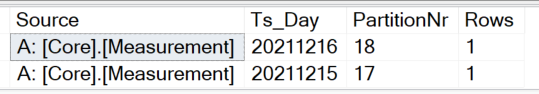 Source Ts_Day PartitionNr Rows
A: [Core].[Measurement] 20211216 18 1
A: [Core].[Measurement] 20211215 17 1